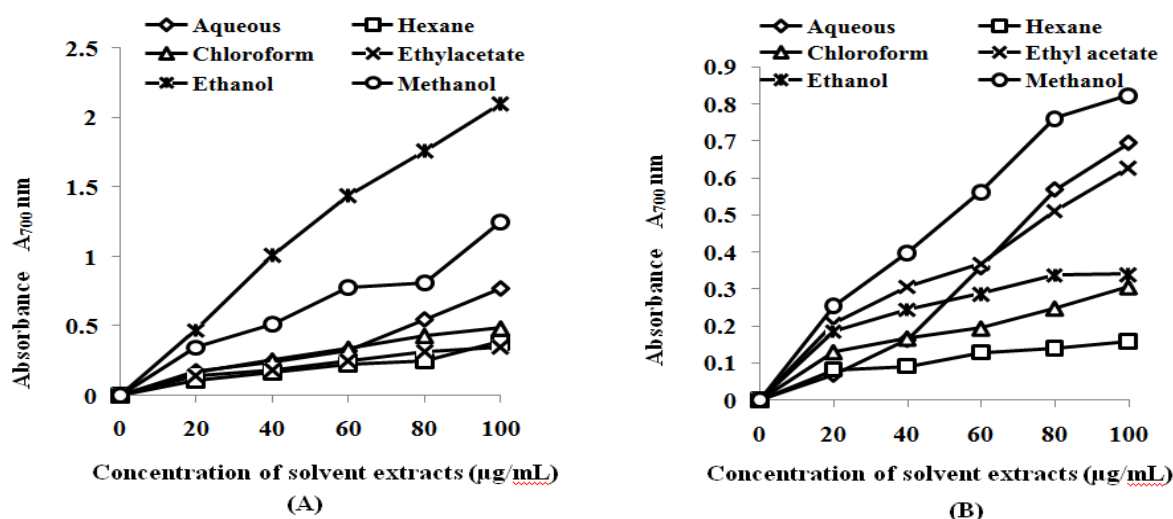 Aqueous Hexane
Chloroform Ethylacetate
Ethanol Methanol
2.5
2
1.5
1
0.5
0
0 20 40 60 80 100
Absorbance A700 nm
Concentration of solvent extracts (µg/mL)
(A)
Aqueous Hexane
Chloroform Ethyl acetate
Ethanol Methanol
0.9
0.8
0.7
0.6
0.5
0.4
0.3
0.2
0.1
0
0 20 40 60 80 100
Absorbance A700 nm
Concentration of solvent extracts (µg/mL)
(B)